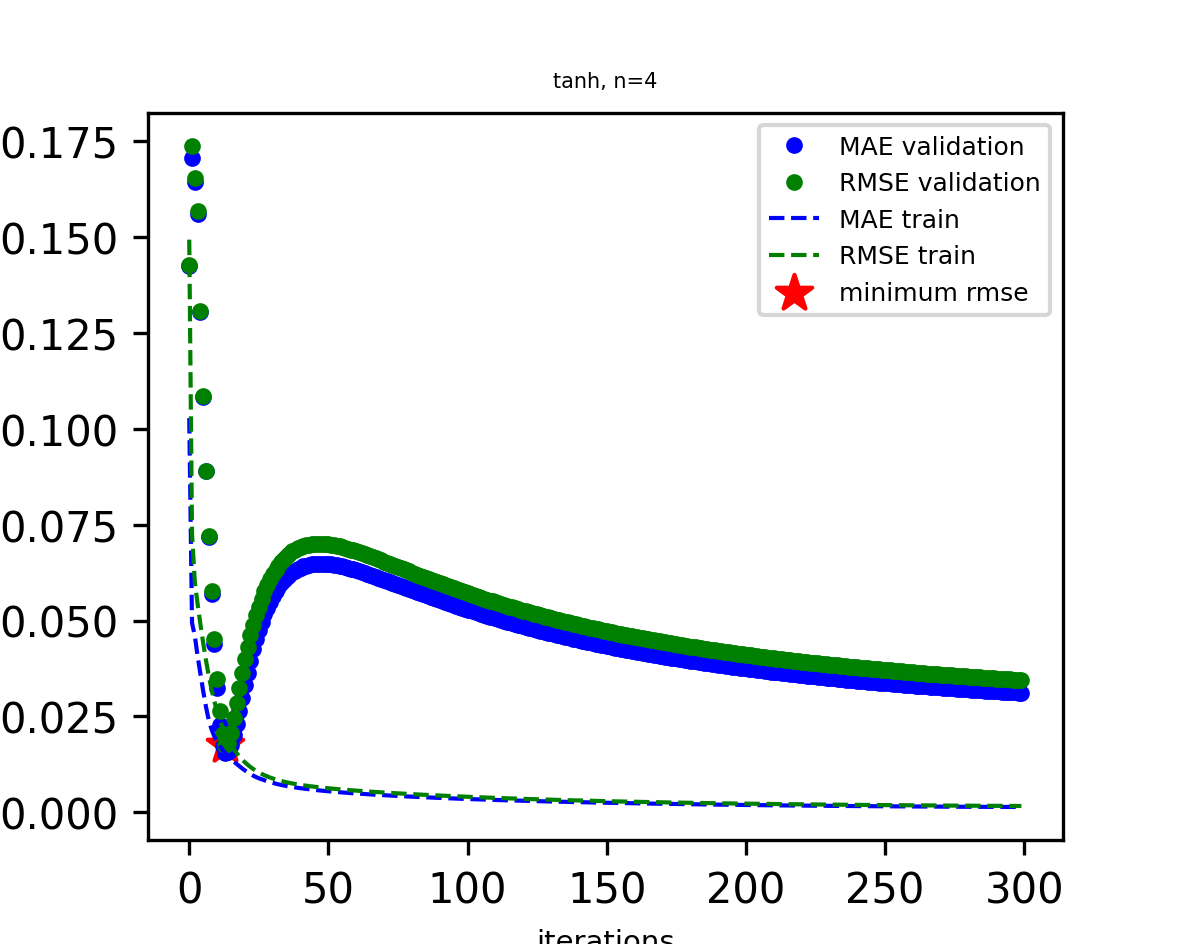 tanh, n=4
0.175
0.150
0.125
0.100
0.075
0.050
0.025
0.000
MAE validation
RMSE validation
MAE train
RMSE train
minimum rmse
0 50 100 150 200 250 300
iterations